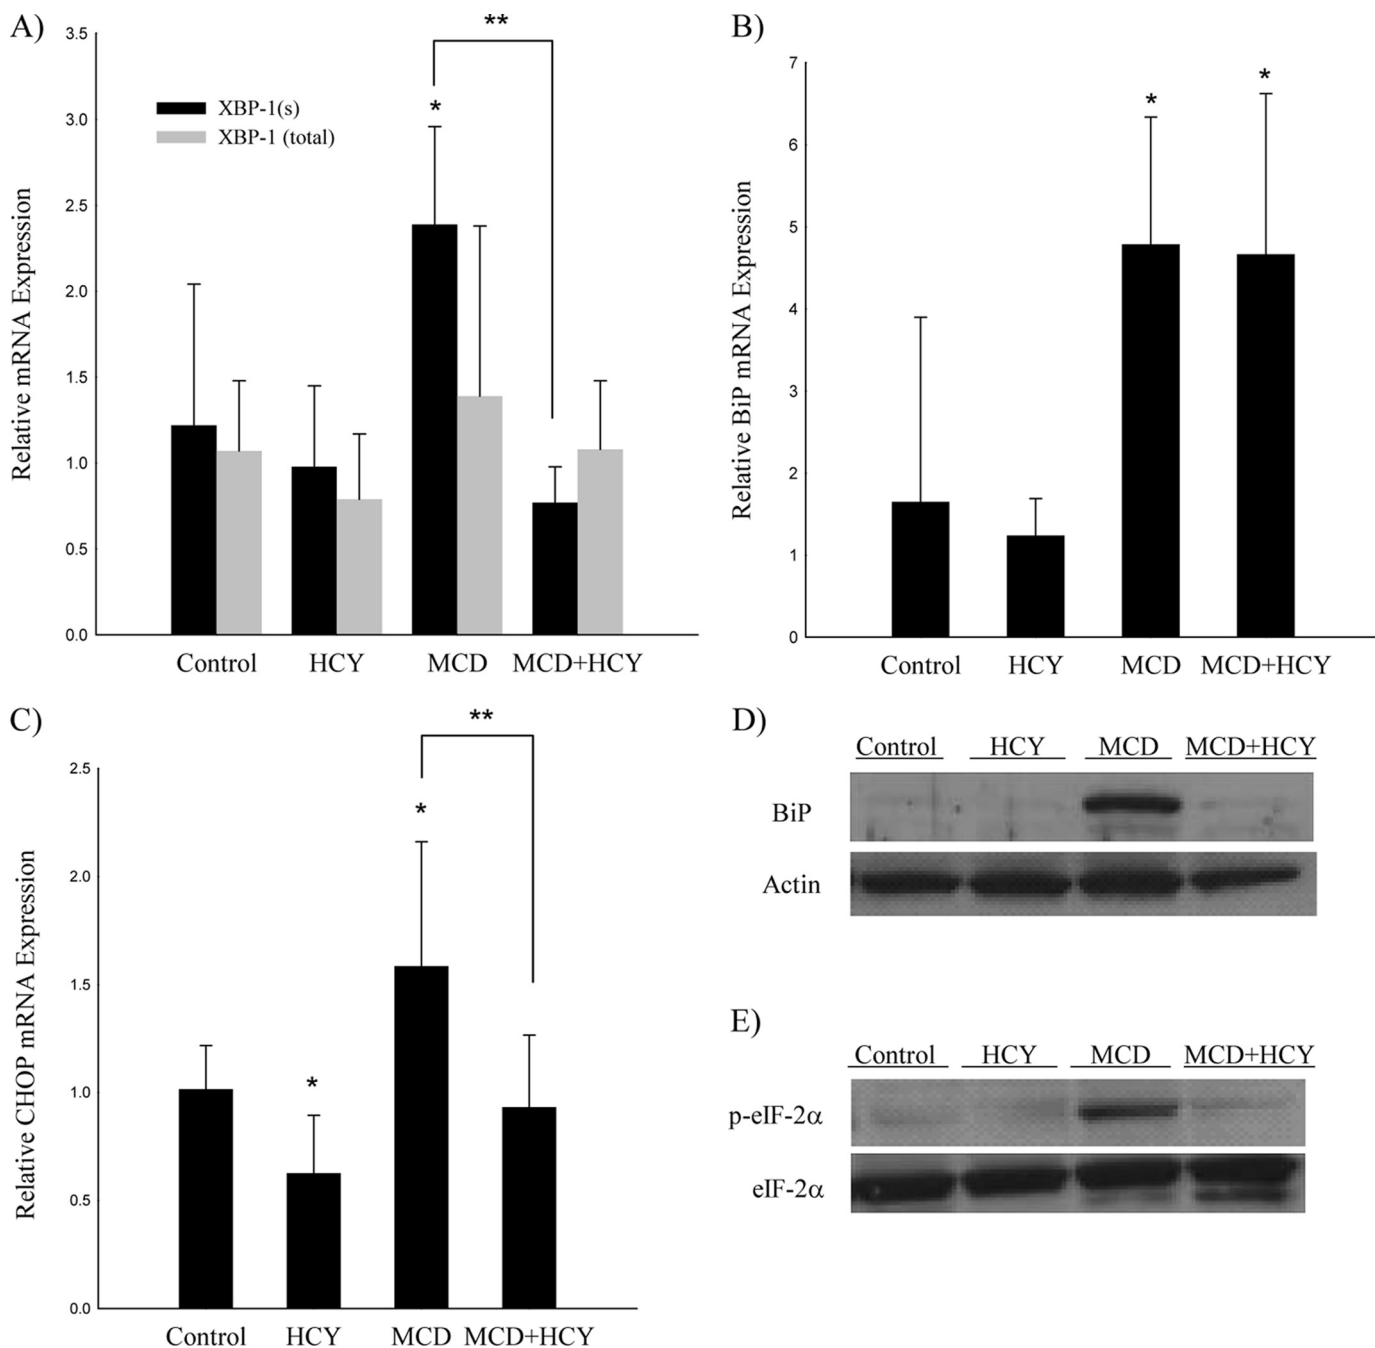 A)
3.5
3.0
2.5
2.0
1.5
1.0
0.5
0.0
Relative mRNA Expression
XBP-1(s)
XBP-1 (total)
*
**
Control HCY MCD MCD+HCY
B)
7
6
5
4
3
2
1
0
Relative BiP mRNA Expression
*
*
Control HCY MCD MCD+HCY
C)
2.5
2.0
1.5
1.0
0.5
0.0
Relative CHOP mRNA Expression
*
*
**
Control HCY MCD MCD+HCY
D)
Control HCY MCD MCD+HCY
BiP
Actin
E)
Control HCY MCD MCD+HCY
p-eIF-2α
eIF-2α